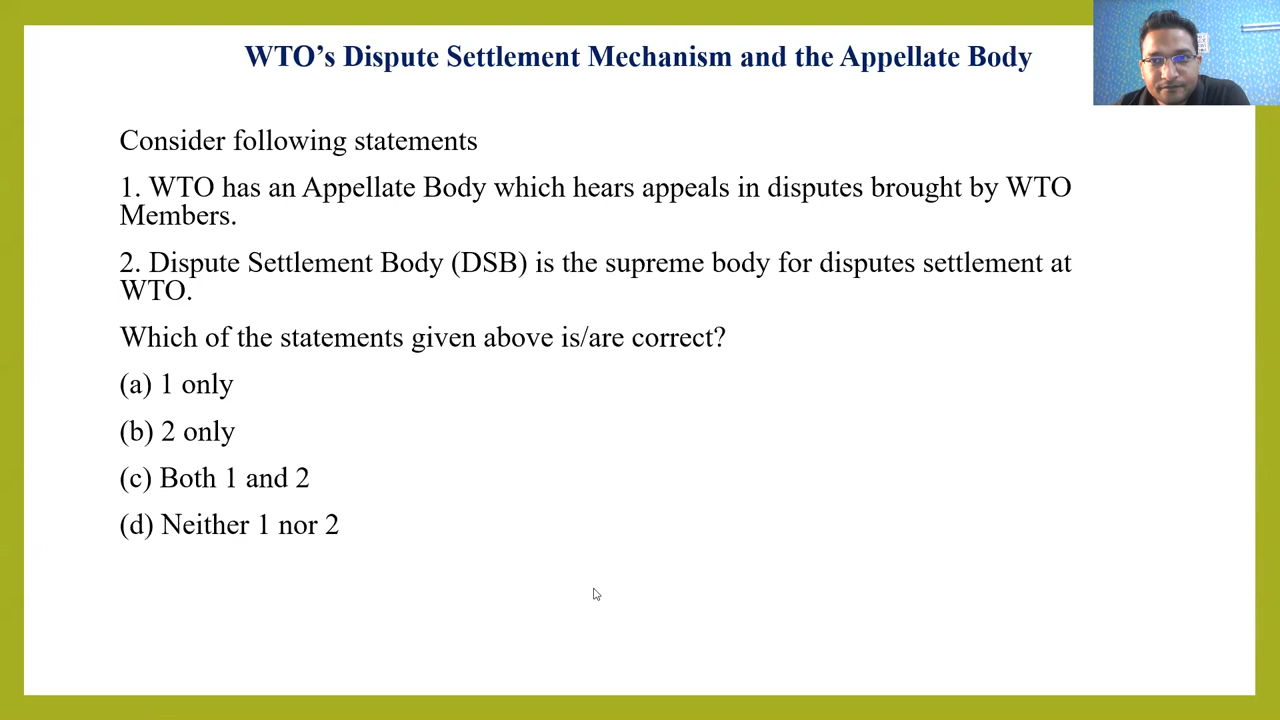 WTO’s Dispute Settlement Mechanism and the Appellate Body
Consider following statements
1. WTO has an Appellate Body which hears appeals in disputes brought by WTO
Members.
2. Dispute Settlement Body (DSB) is the supreme body for disputes settlement at
WTO.
Which of the statements given above is/are correct?
(a) 1 only
(b) 2 only
(c) Both 1 and 2
(d) Neither 1 nor 2